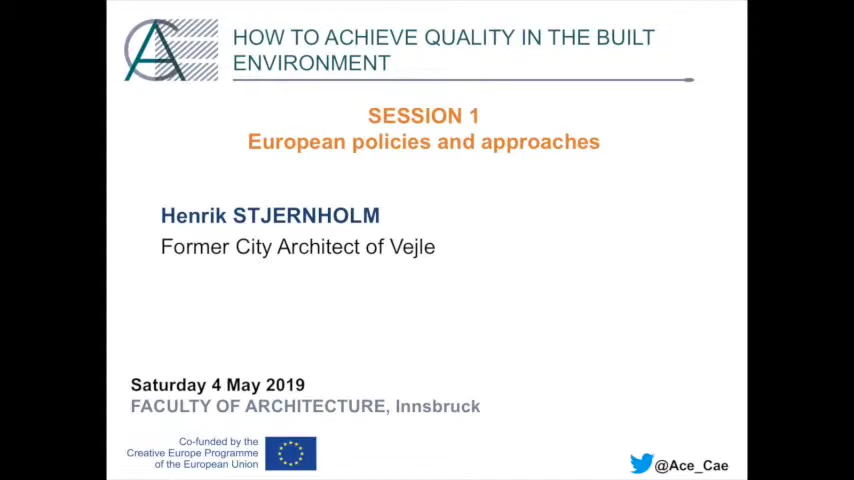 ACE
HOW TO ACHIEVE QUALITY IN THE BUILT
ENVIRONMENT
SESSION 1
European policies and approaches
Henrik STJERNHOLM
Former City Architect of Vejle
Saturday 4 May 2019
FACULTY OF ARCHITECTURE, Innsbruck
Co-funded by the
Creative Europe Programme
of the European Union
@Ace_Cae